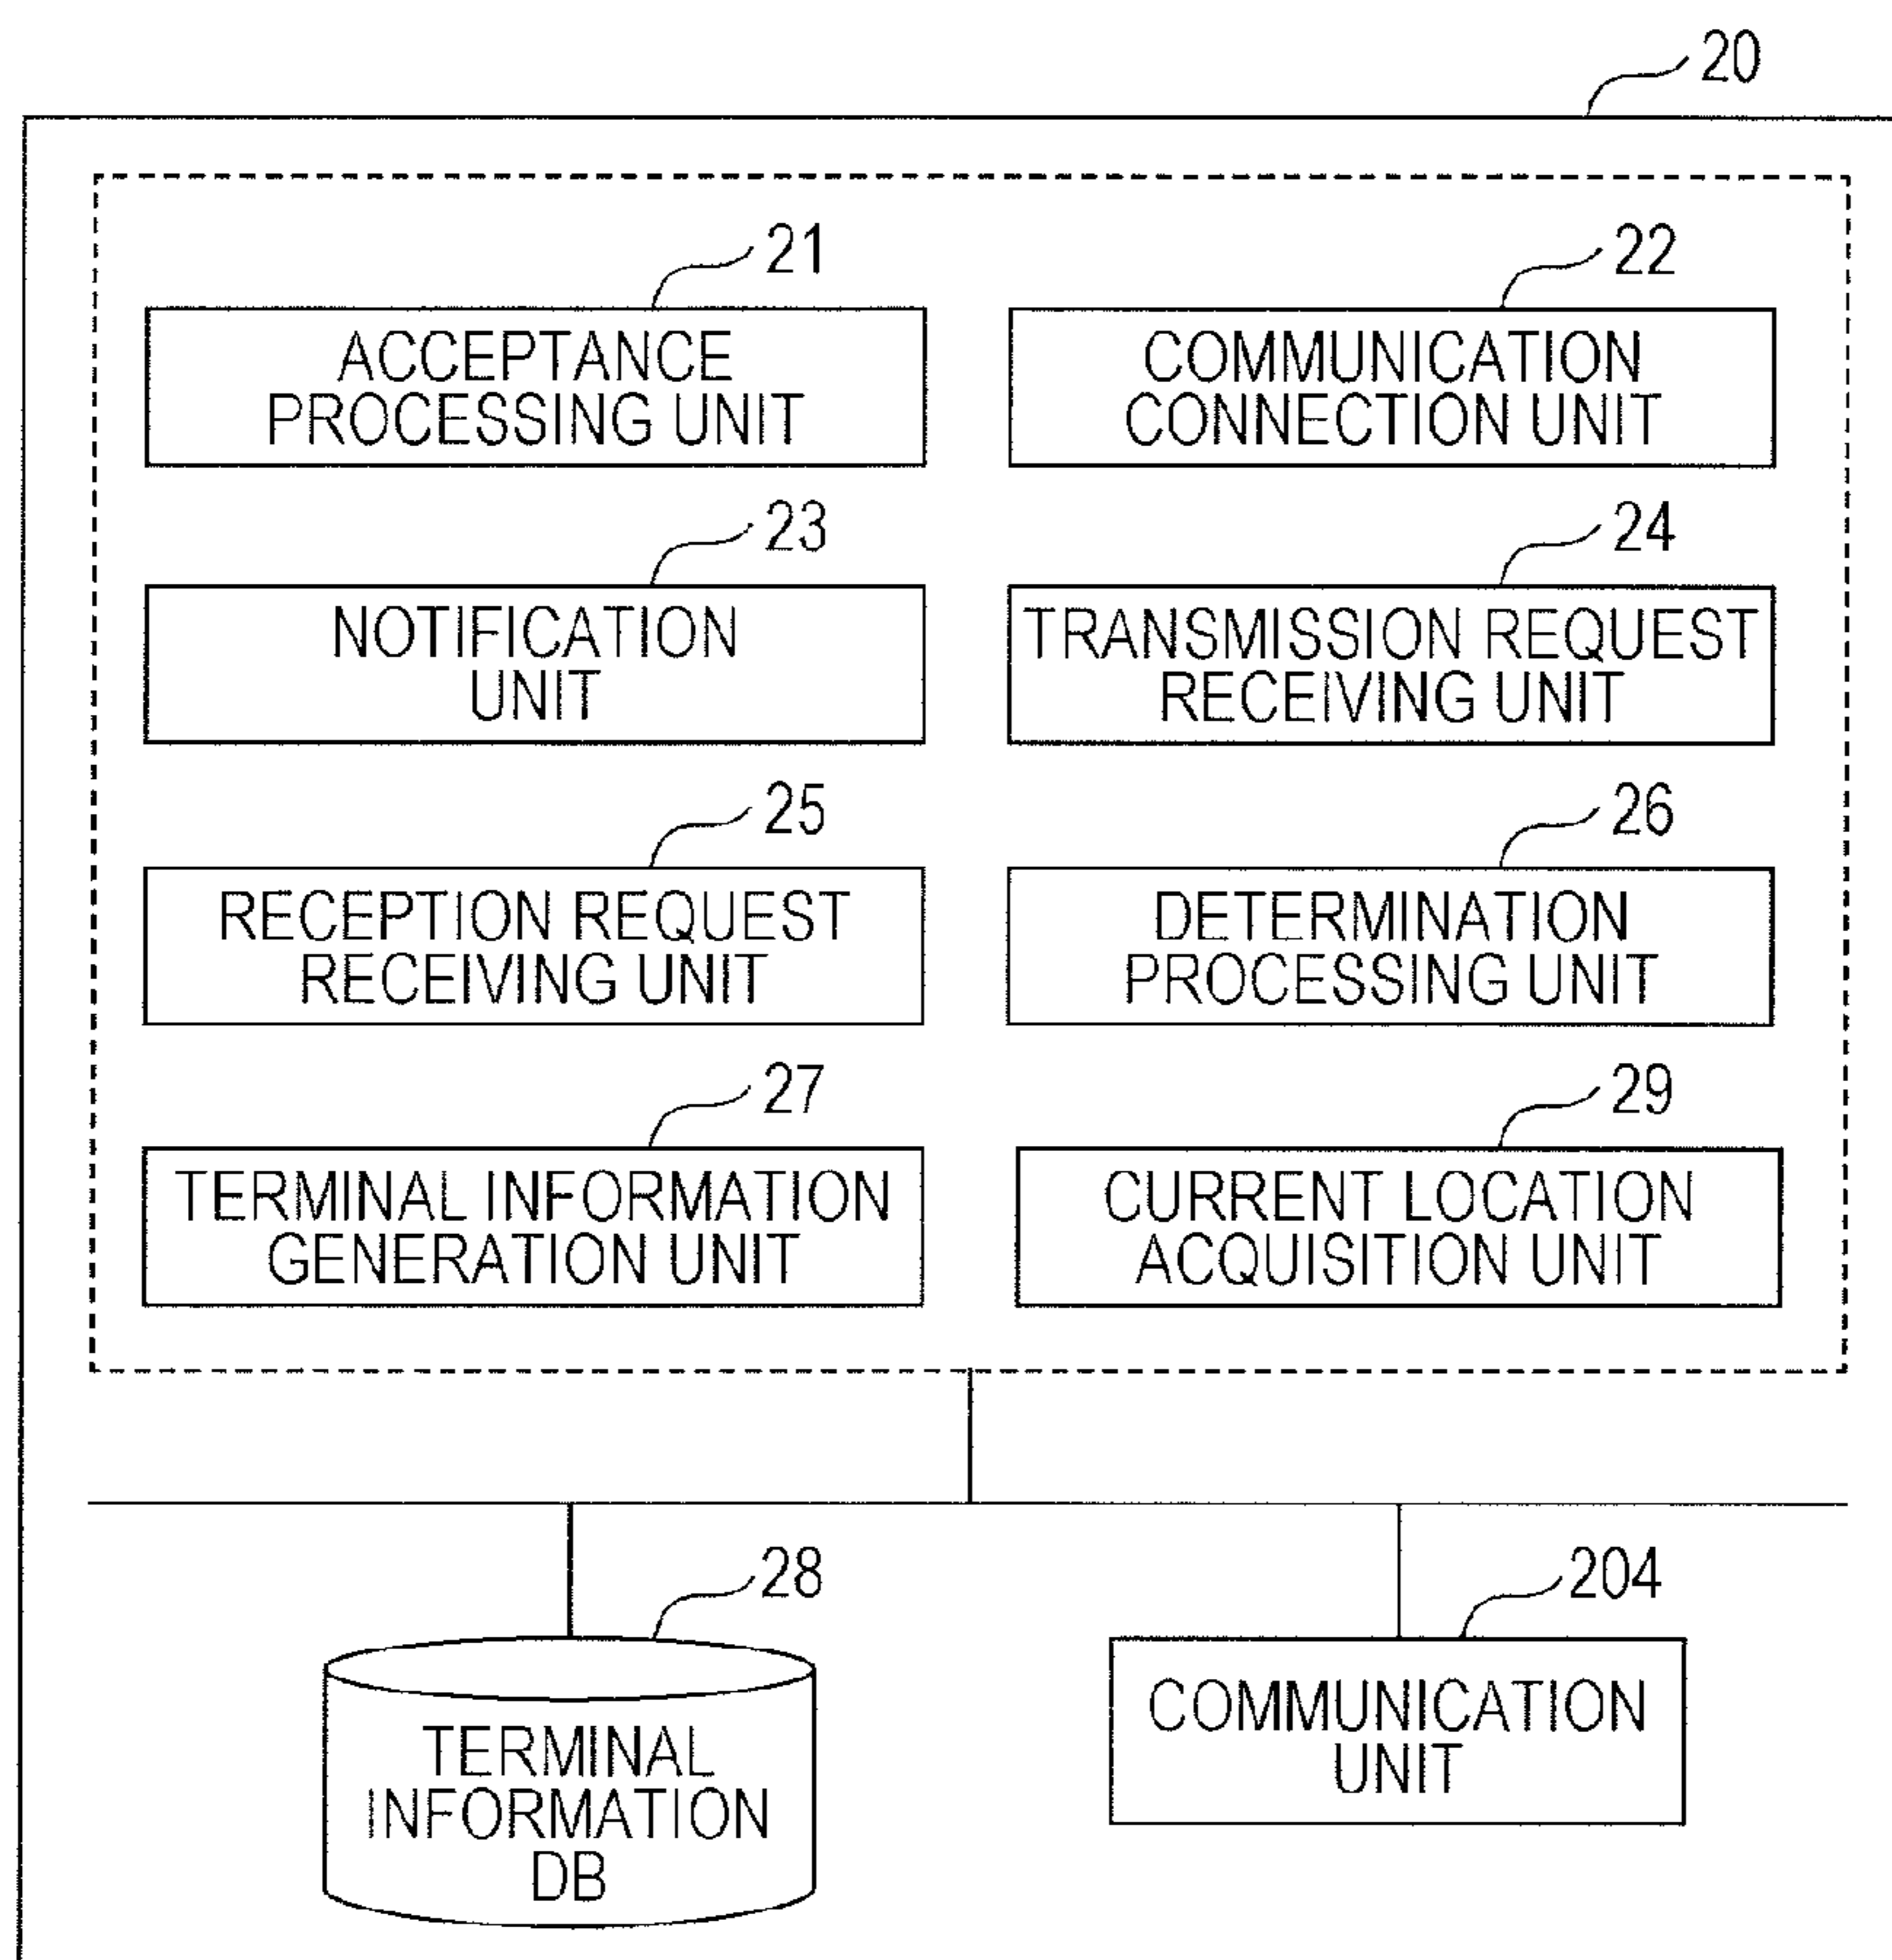 20
21
22
ACCEPTANCE
PROCESSING UNIT
COMMUNICATION
CONNECTION UNIT
23
24
NOTIFICATION
UNIT
TRANSMISSION REQUEST
RECEIVING UNIT
25
26
RECEPTION REQUEST
RECEIVING UNIT
DETERMINATION
PROCESSING UNIT
27
29
TERMINAL INFORMATION
GENERATION UNIT
CURRENT LOCATION
ACQUISITION UNIT
28
204
TERMINAL
INFORMATION
DB
COMMUNICATION
UNIT